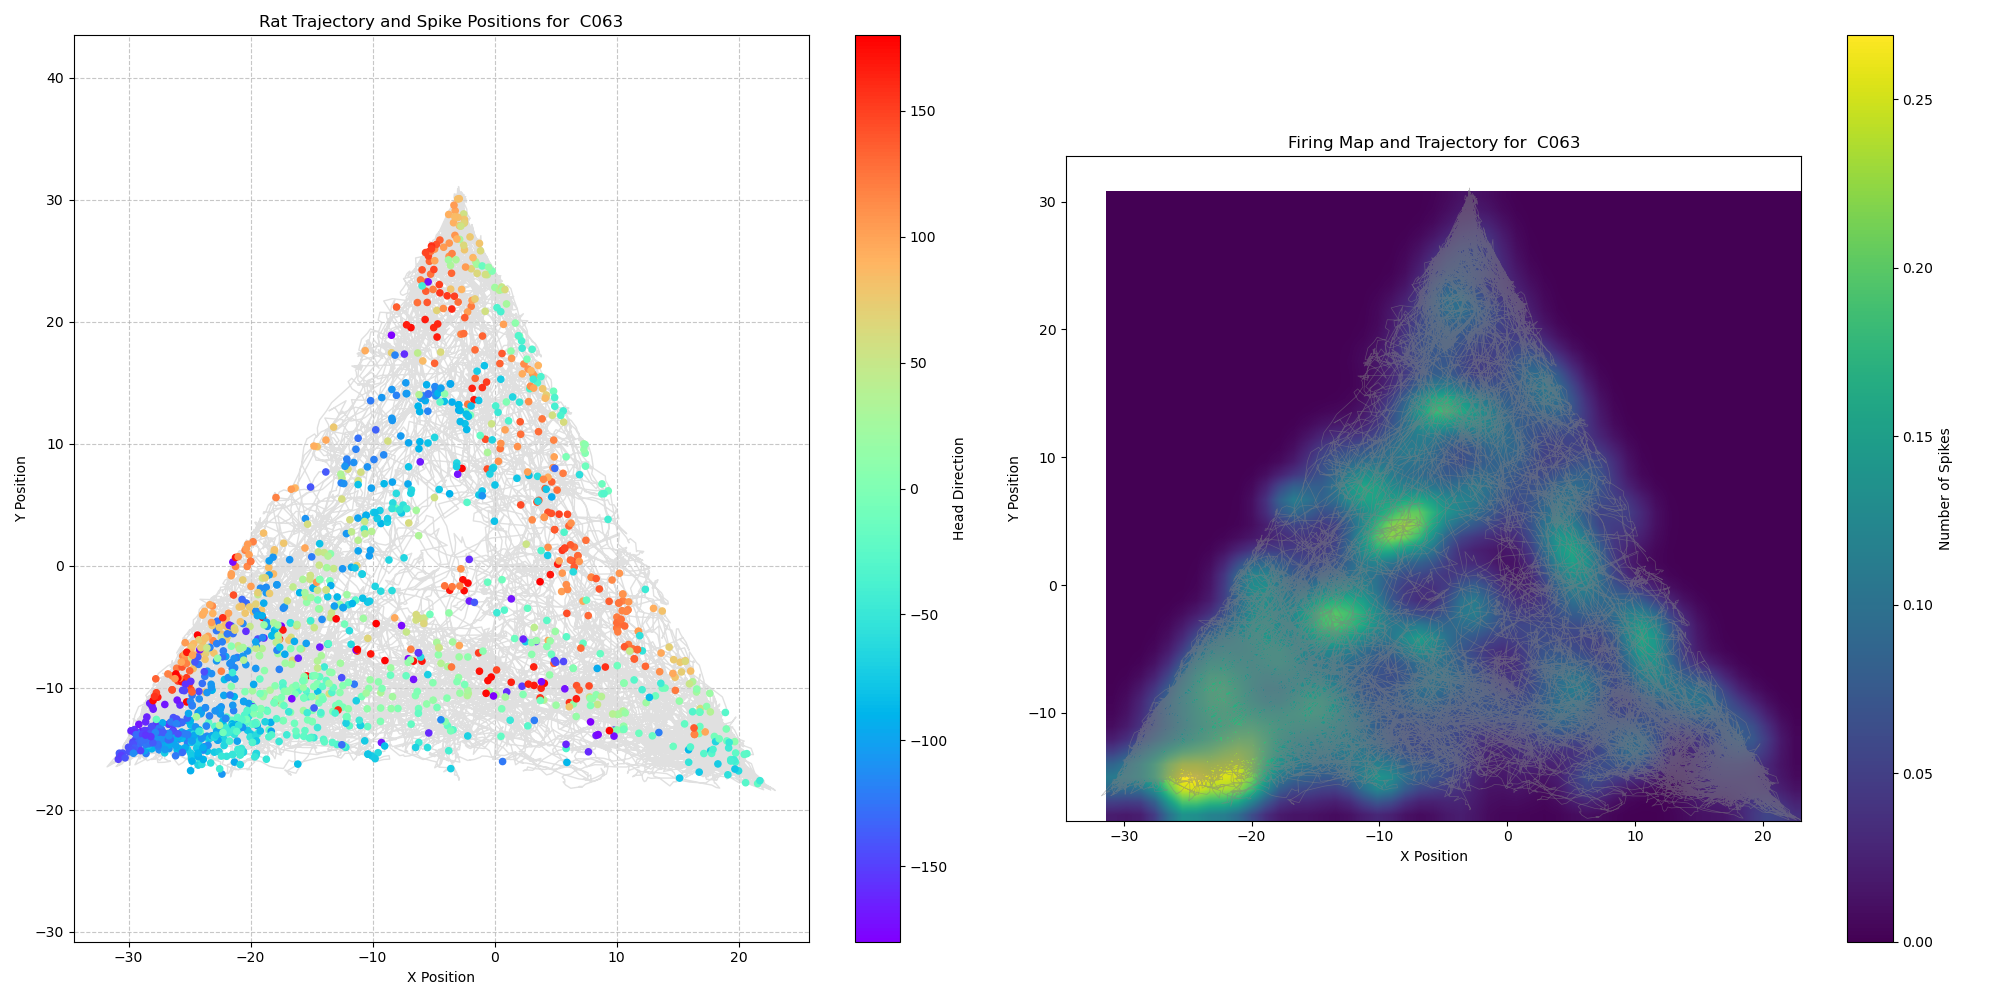 Rat Trajectory and Spike Positions for  C063
40
30
20
10
0
−10
−20
−30
Y Position
−30 −20 −10 0 10 20
X Position
150
100
50
0
−50
−100
−150
Head Direction
Firing Map and Trajectory for  C063
30
20
10
0
−10
Y Position
−30 −20 −10 0 10 20
X Position
0.25
0.20
0.15
0.10
0.05
0.00
Number of Spikes